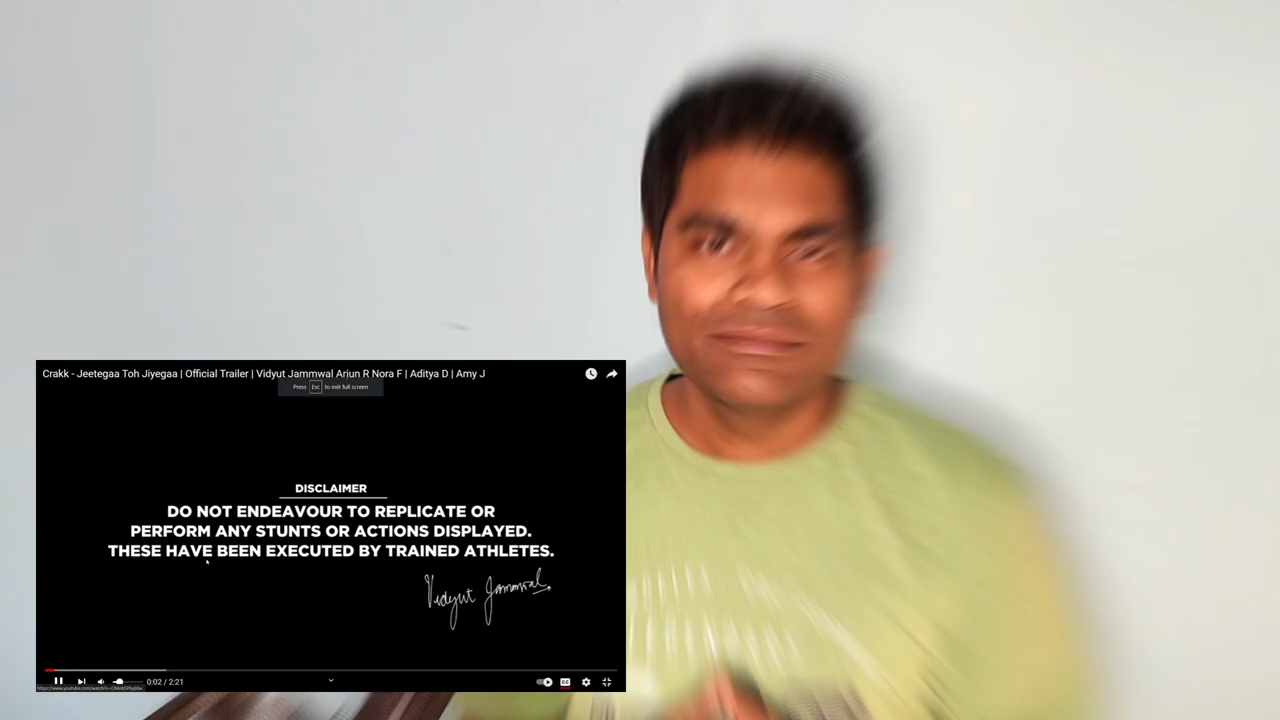 Crakk - Jeetegaa Toh Jiyegaa | Official Trailer | Vidyut Jammwal Arjun R Nora F | Aditya D | Amy J
Press Esc to exit full screen
DISCLAIMER
DO NOT ENDEAVOUR TO REPLICATE OR
PERFORM ANY STUNTS OR ACTIONS DISPLAYED.
THESE HAVE BEEN EXECUTED BY TRAINED ATHLETES.
Vidyut Jammwal
0:02 / 2:21